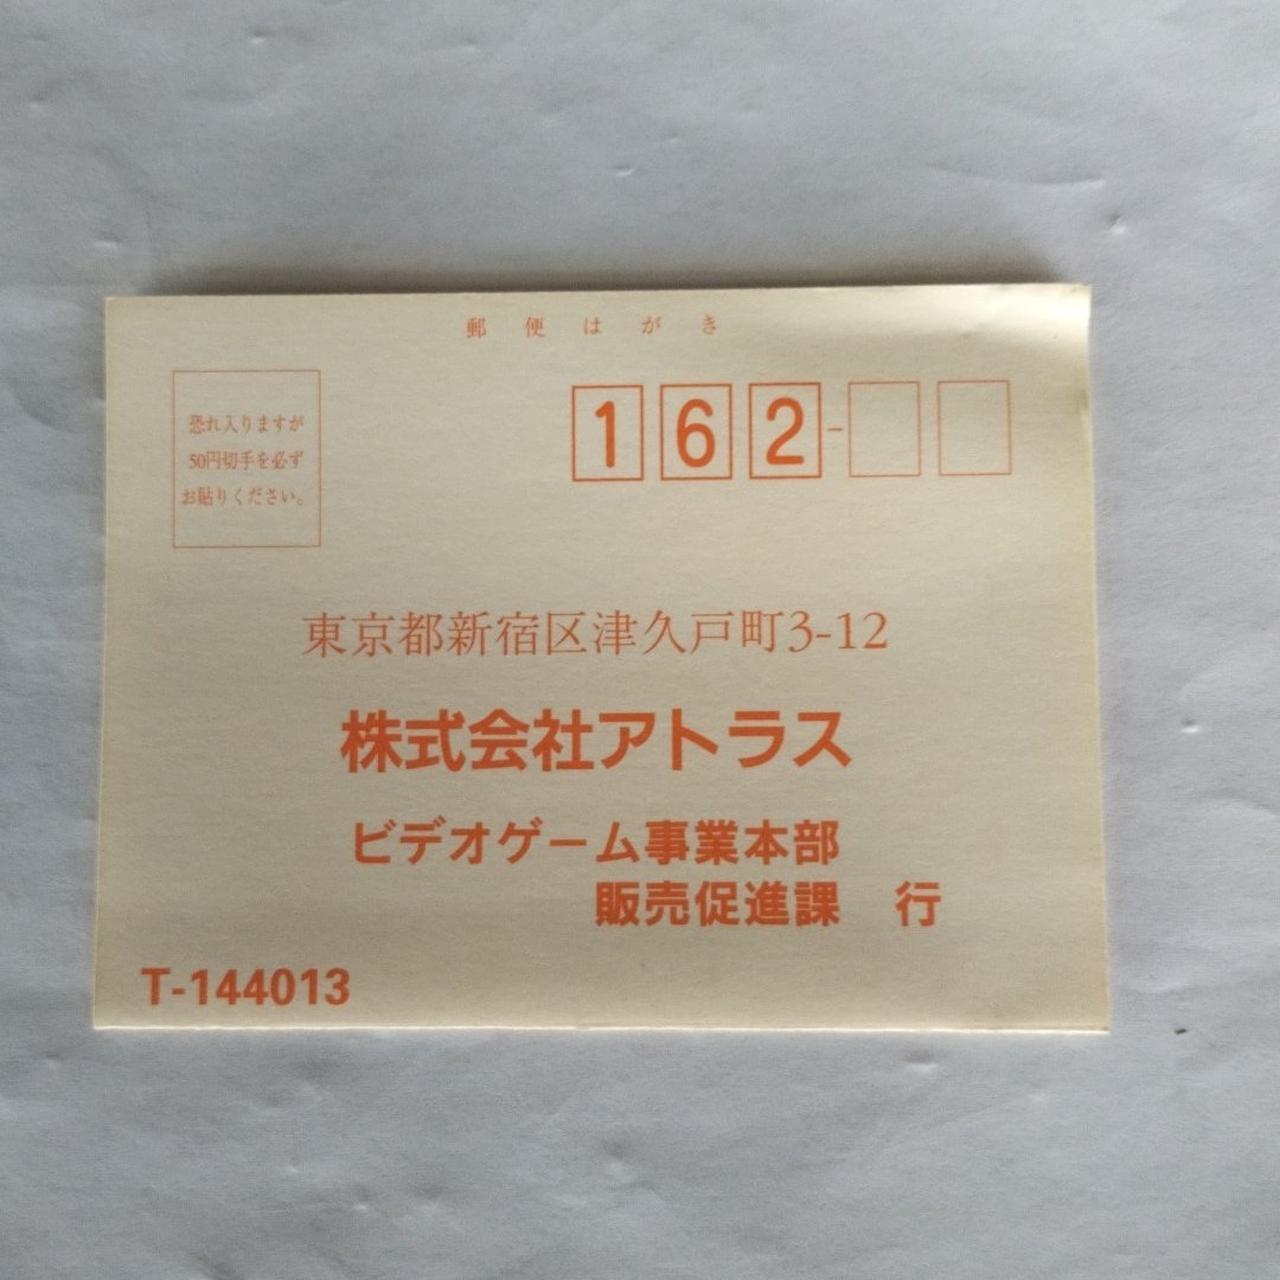 郵便はがき
恐れ入りますが
50円切手を必ず
お貼りください。
162-
東京都新宿区津久戸町3-12
株式会社アトラス
ビデオゲーム事業本部
販売促進課 行
T-144013